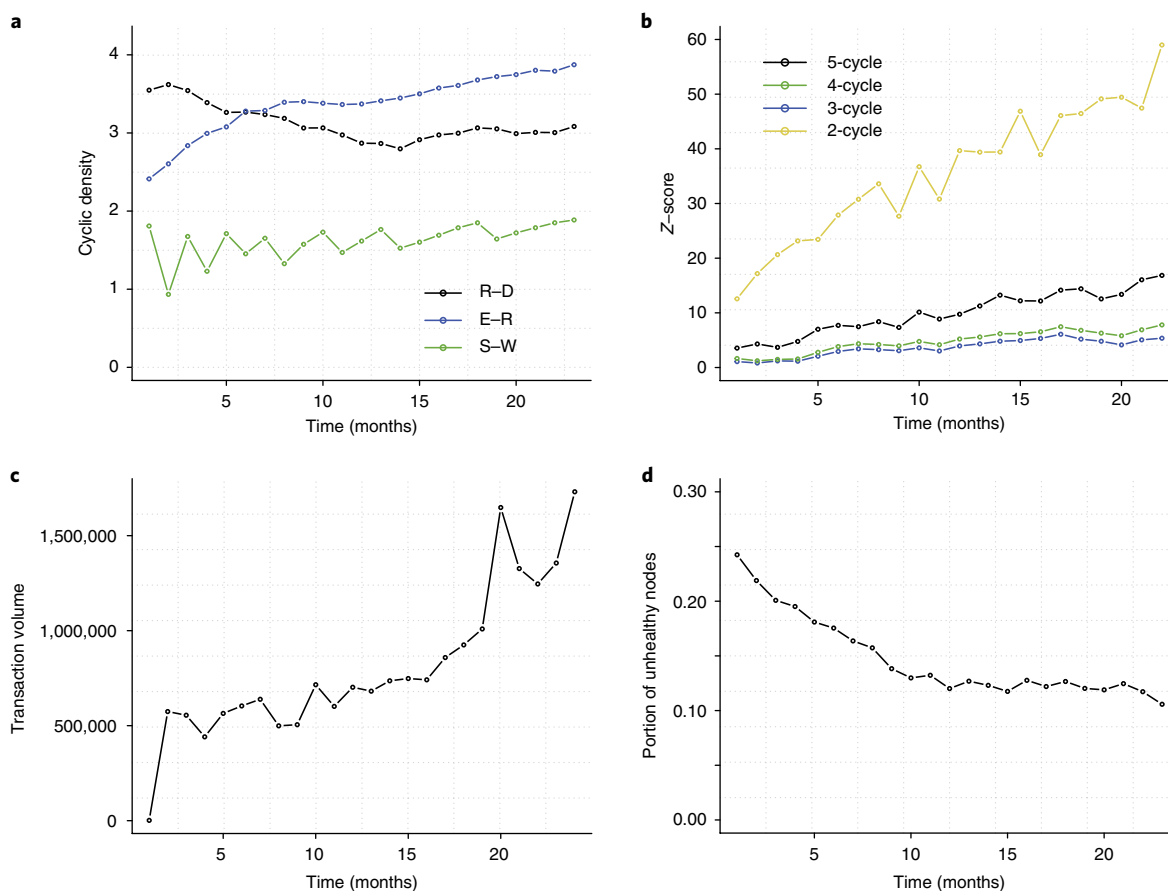 a
Cyclic density
4
3
2
1
0
R–D
E–R
S–W
5
10
15
20
Time (months)
b
Z–score
60
50
40
30
20
10
0
5-cycle
4-cycle
3-cycle
2-cycle
5
10
15
20
Time (months)
c
Transaction volume
1,500,000
1,000,000
500,000
0
5
10
15
20
Time (months)
d
Portion of unhealthy nodes
0.30
0.20
0.10
0.00
5
10
15
20
Time (months)